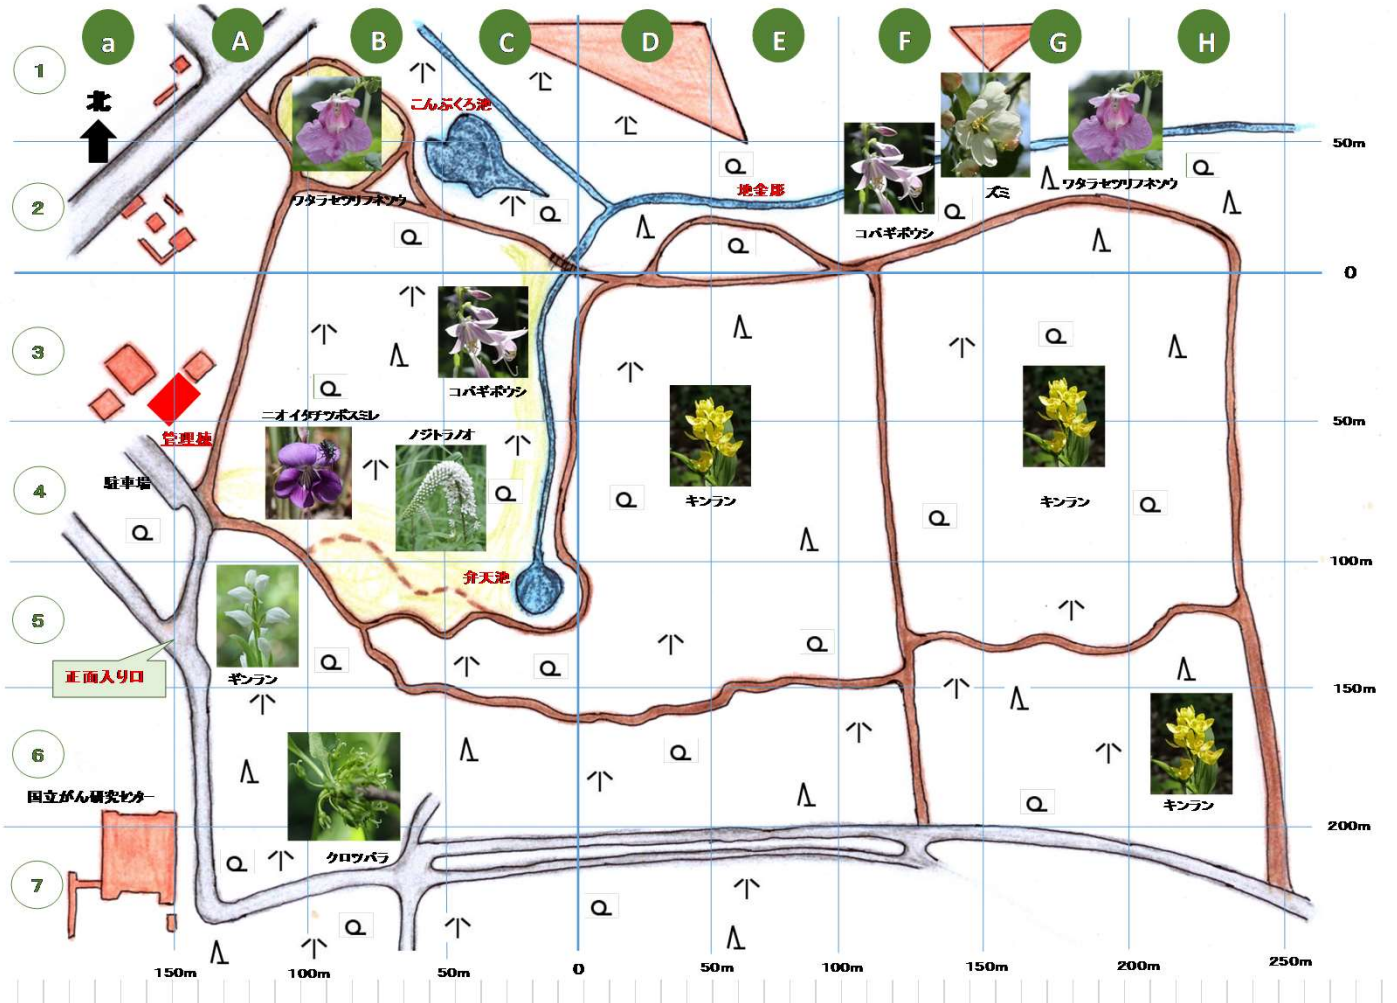 a
A
B
C
D
E
F
G
H
1
北
こんぶくろ池
50m
2
ワタラセツリフネソウ
地金堀
コバギボウシ
ズミ
ワタラセツリフネソウ
0
3
コバギボウシ
管理棟
ニオイタチツボスミレ
ノジトラノオ
50m
4
駐車場
キンラン
キンラン
弁天池
100m
5
正面入り口
ギンラン
150m
6
国立がん研究センター
クロツバラ
キンラン
200m
7
150m
100m
50m
0
50m
100m
150m
200m
250m